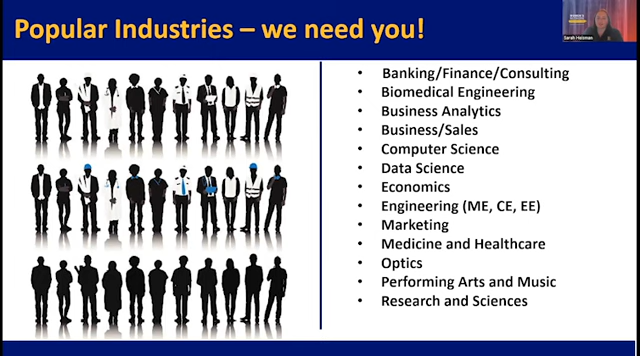 Popular Industries – we need you!
Sarah Heizman
• Banking/Finance/Consulting
• Biomedical Engineering
• Business Analytics
• Business/Sales
• Computer Science
• Data Science
• Economics
• Engineering (ME, CE, EE)
• Marketing
• Medicine and Healthcare
• Optics
• Performing Arts and Music
• Research and Sciences